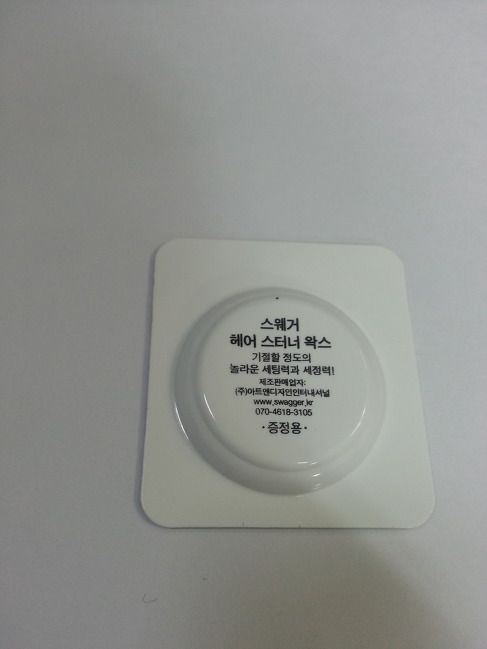 스웨거
헤어 스터너 왁스
기절할 정도의
놀라운 세팅력과 세정력!
제조판매업자:
(주)아트앤디자인인터내셔널
www.swagger.kr
070-4618-3105
·증정용·